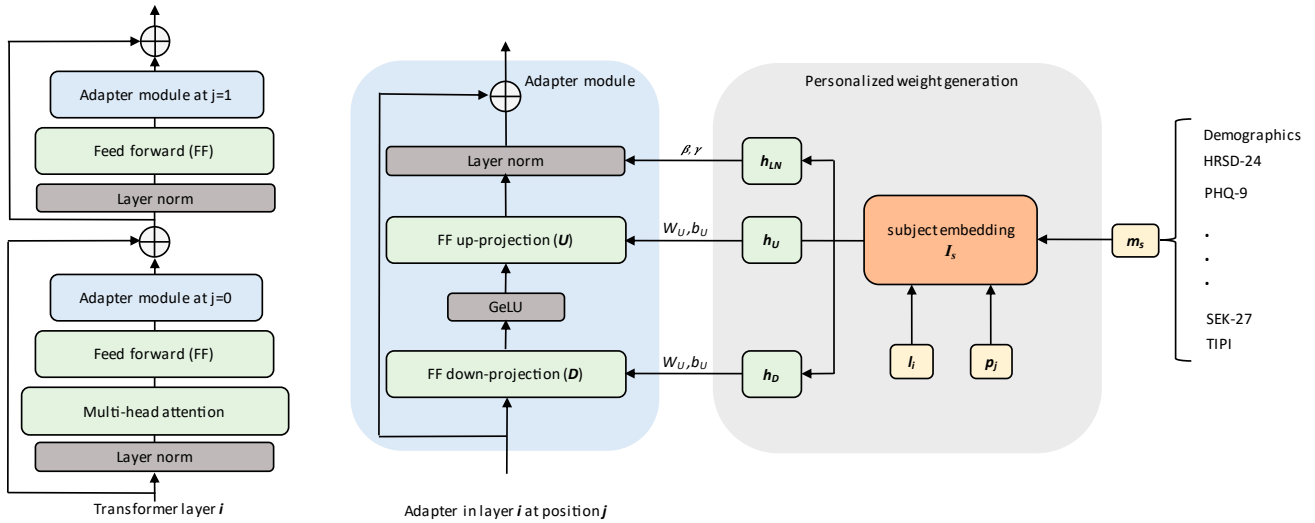 Adapter module at j=1
Feed forward (FF)
Layer norm
Adapter module at j=0
Feed forward (FF)
Multi-head attention
Layer norm
Transformer layer i
Adapter module
Layer norm
FF up-projection (U)
GeLU
FF down-projection (D)
Adapter in layer i at position j
β, γ
W_U, b_U
W_U, b_U
Personalized weight generation
h_LN
h_U
h_D
subject embedding
I_s
l_i
p_j
m_s
Demographics
HRSD-24
PHQ-9
.
.
.
SEK-27
TIPI